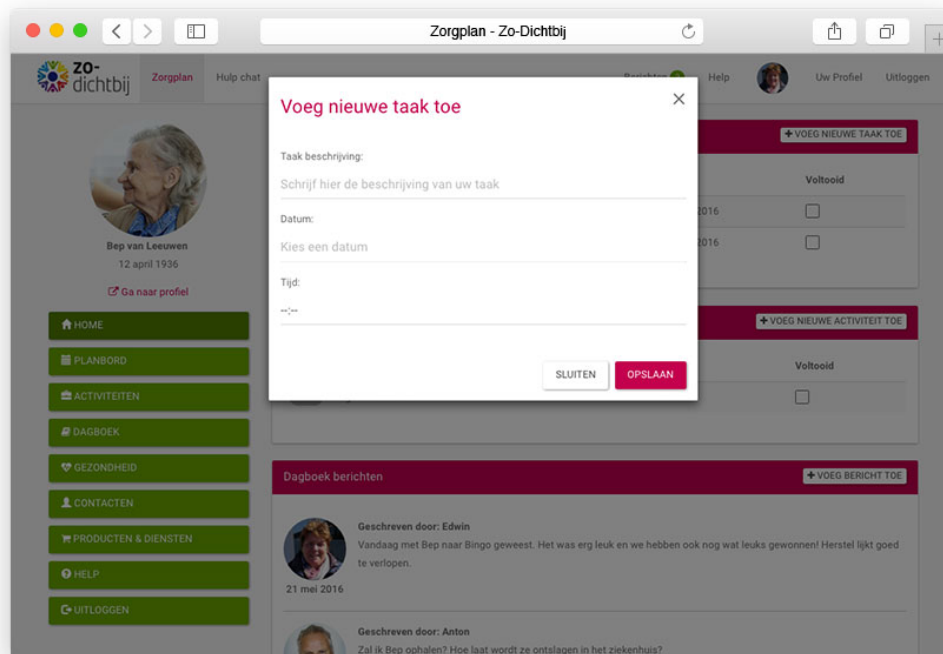 Zorgplan - Zo-Dichtbij
zo-
dichtbij
Zorgplan
Hulp chat
Berichten
Help
Uw Profiel
Uitloggen
Voeg nieuwe taak toe
Taak beschrijving:
Schrijf hier de beschrijving van uw taak
Datum:
Kies een datum
Tijd:
--:--
SLUITEN
OPSLAAN
VOEG NIEUWE TAAK TOE
Voltooid
2016
2016
VOEG NIEUWE ACTIVITEIT TOE
Voltooid
Bep van Leeuwen
12 april 1936
Ga naar profiel
HOME
PLANBORD
ACTIVITEITEN
DAGBOEK
GEZONDHEID
CONTACTEN
PRODUCTEN & DIENSTEN
HELP
UITLOGGEN
Dagboek berichten
VOEG BERICHT TOE
Geschreven door: Edwin
Vandaag met Bep naar Bingo geweest. Het was erg leuk en we hebben ook nog wat leuks gewonnen! Herstel lijkt goed
te verlopen.
21 mei 2016
Geschreven door: Anton
Zal ik Bep ophalen? Hoe laat wordt ze ontslagen in het ziekenhuis?